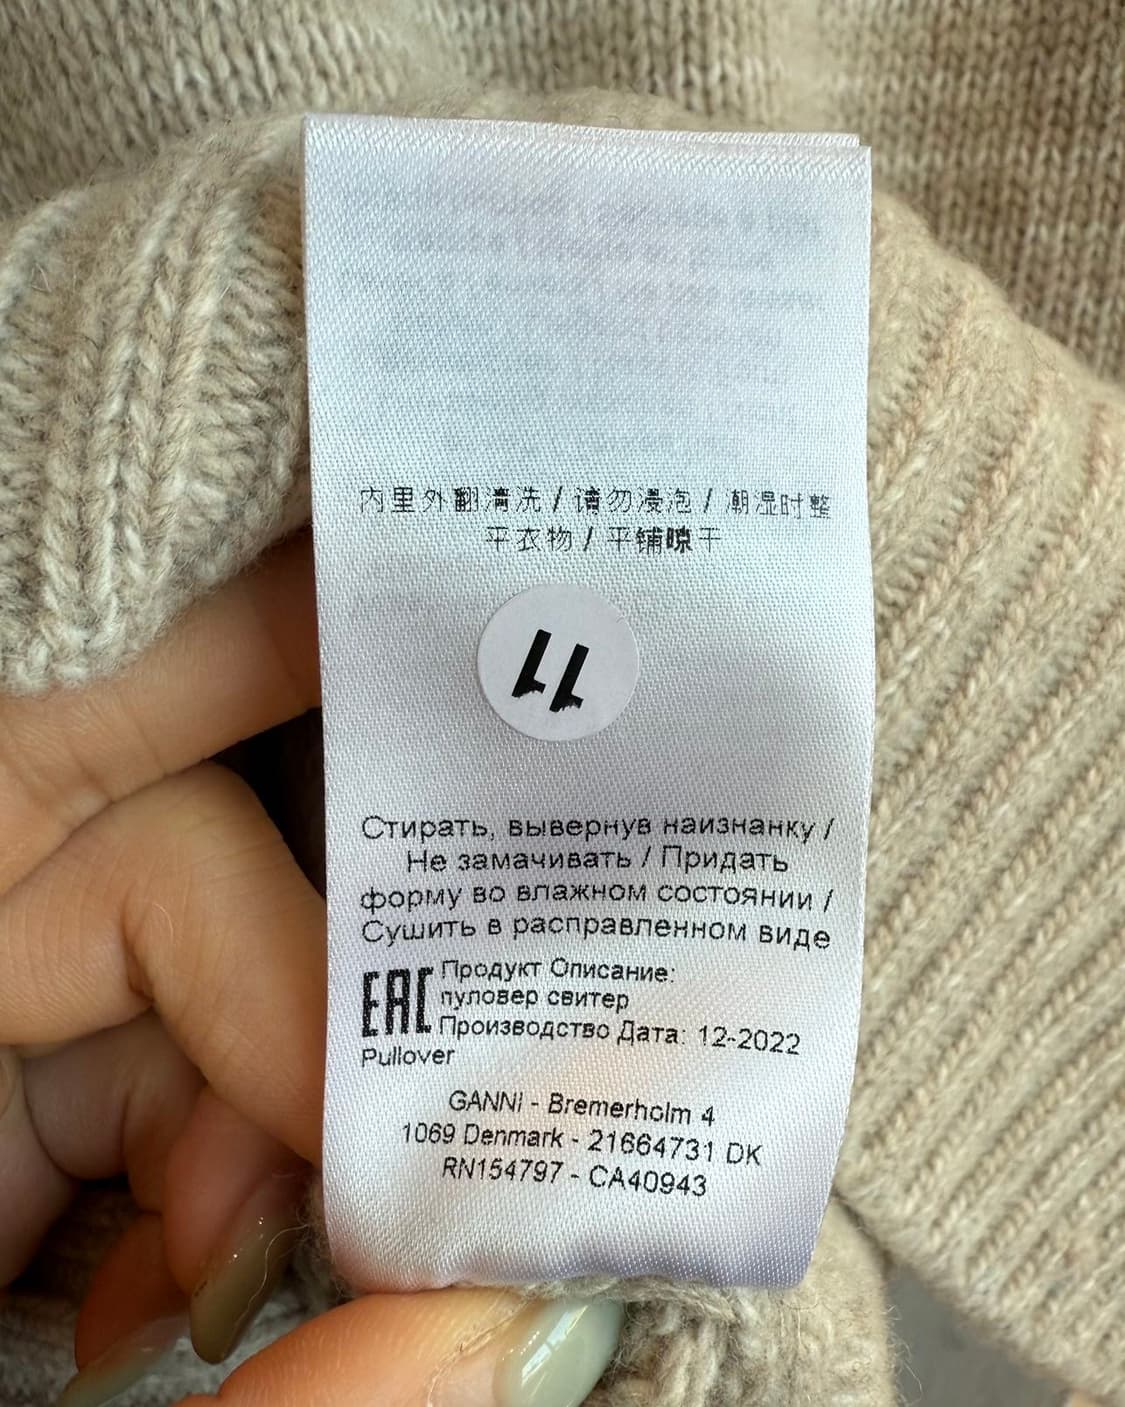 内里外翻清洗 / 请勿浸泡 / 潮湿时整
平衣物 / 平铺晾干
11
Стирать, вывернув наизнанку /
Не замачивать / Придать
форму во влажном состоянии /
Сушить в расправленном виде
EAC Продукт Описание:
пуловер свитер
Производство Дата: 12-2022
Pullover
GANNI - Bremerholm 4
1069 Denmark - 21664731 DK
RN154797 - CA40943